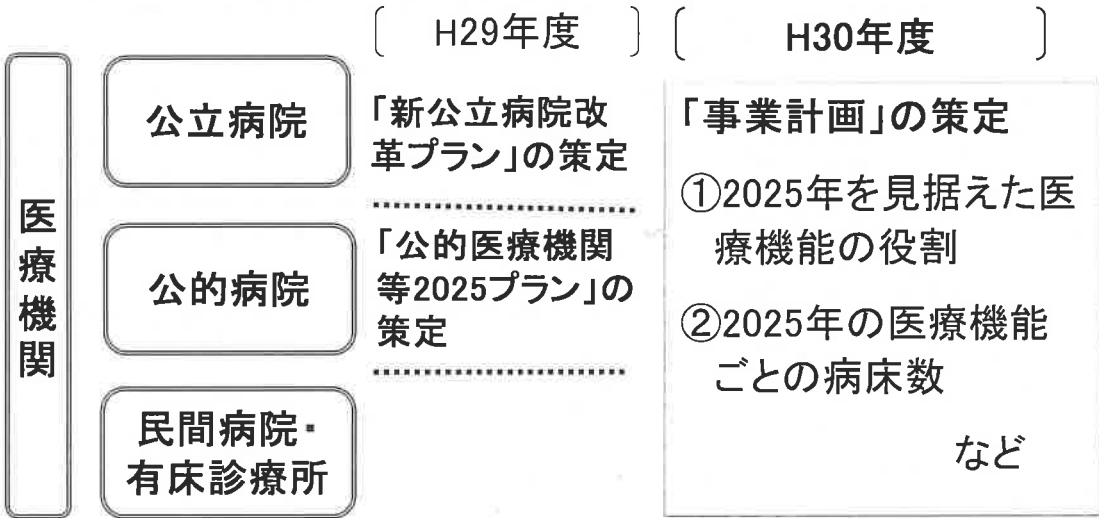 〔 H29年度 〕
〔 H30年度 〕
医療機関
公立病院
「新公立病院改
革プラン」の策定
公的病院
「公的医療機関
等2025プラン」の
策定
民間病院・
有床診療所
「事業計画」の策定
①2025年を見据えた医
療機能の役割
②2025年の医療機能
ごとの病床数
など